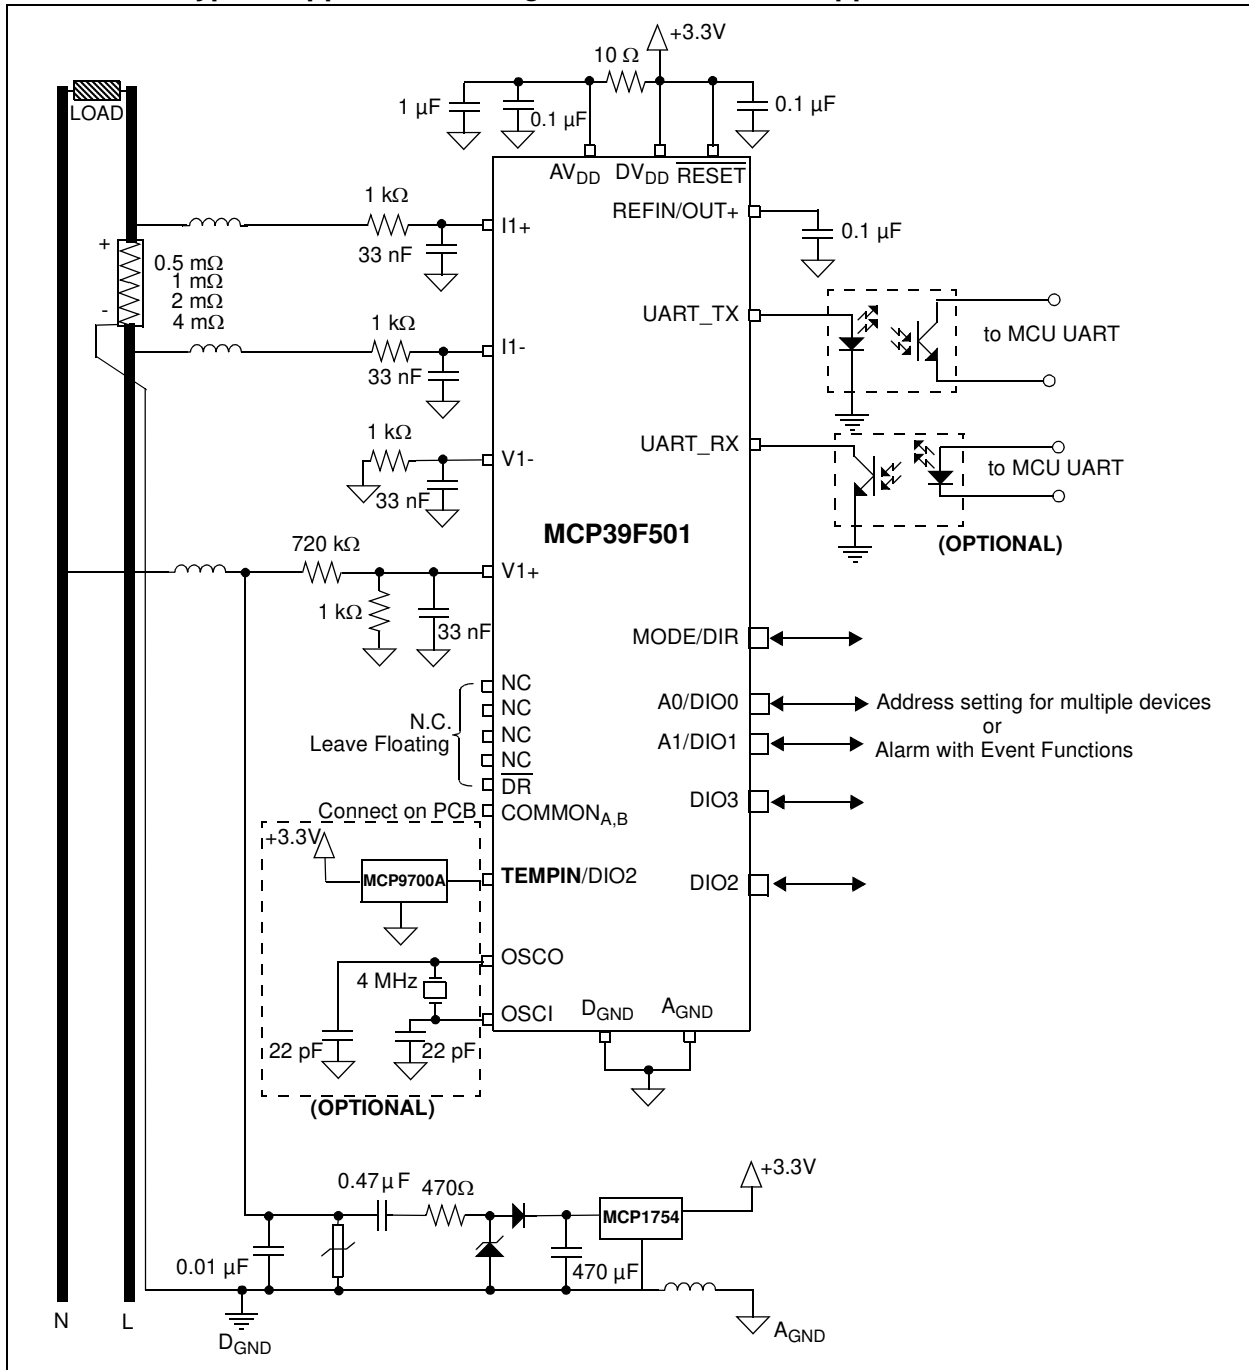 +3.3V
10 Ω
1 µF
0.1 µF
0.1 µF
LOAD
AVDD DVDD RESET
1 kΩ
I1+
REFIN/OUT+
33 nF
0.1 µF
+
0.5 mΩ
1 mΩ
2 mΩ
4 mΩ
-
UART_TX
to MCU UART
1 kΩ
I1-
33 nF
1 kΩ
V1-
33 nF
UART_RX
to MCU UART
(OPTIONAL)
MCP39F501
720 kΩ
V1+
1 kΩ
33 nF
MODE/DIR
NC
NC
NC
NC
DR
N.C.
Leave Floating
A0/DIO0
A1/DIO1
Address setting for multiple devices
or
Alarm with Event Functions
DIO3
Connect on PCB
COMMONA,B
+3.3V
MCP9700A
TEMPIN/DIO2
DIO2
OSCO
4 MHz
OSCI
22 pF
22 pF
DGND
AGND
(OPTIONAL)
+3.3V
0.47µF
470Ω
MCP1754
0.01 µF
470 µF
N
L
DGND
AGND